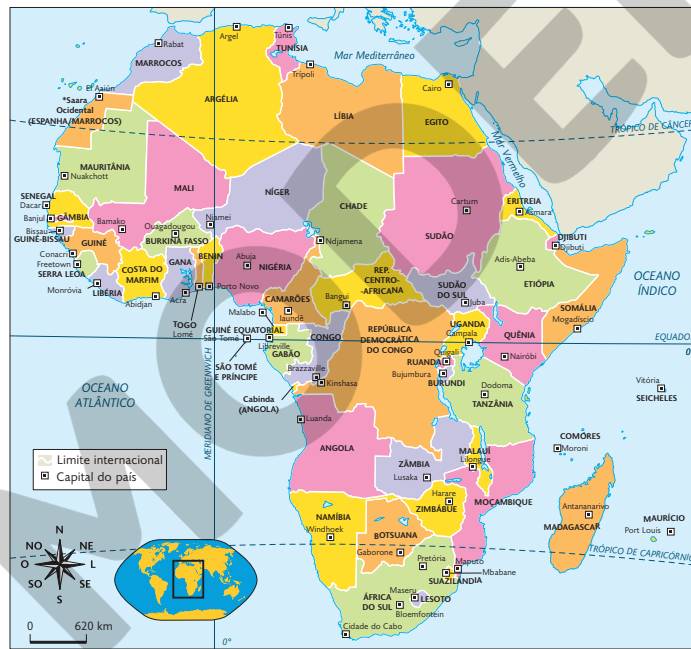 Rabat
MARROCOS
Argel
Túnis
TUNÍSIA
Trípoli
Mar Mediterrâneo
El Aaiún
*Saara
Ocidental
(ESPANHA/MARROCOS)
ARGÉLIA
LÍBIA
Cairo
EGITO
TRÓPICO DE CÂNCE
Mar Vermelho
MAURITÂNIA
Nuakchott
MALI
NÍGER
CHADE
SUDÃO
Cartum
ERITREIA
Asmara
SENEGAL
Dacar
Banjul
GÂMBIA
Bissau
GUINÉ-BISSAU
Bamako
Ouagadougou
BURKINA FASSO
Niamei
Ndjamena
DJIBUTI
Djibuti
GUINÉ
Conacri
Freetown
SERRA LEOA
Monróvia
LIBÉRIA
COSTA DO
MARFIM
Abidjan
GANA
Acra
TOGO
Lomé
BENIN
Porto Novo
Abuja
NIGÉRIA
CAMARÕES
Iaundê
REP.
CENTRO-
AFRICANA
Bangui
SUDÃO
DO SUL
Juba
Adis-Abeba
ETIÓPIA
SOMÁLIA
Mogadíscio
OCEANO
ÍNDICO
Malabo
GUINÉ EQUATORIAL
São Tomé
Libreville
GABÃO
SÃO TOMÉ
E PRÍNCIPE
CONGO
Brazzaville
Kinshasa
REPÚBLICA
DEMOCRÁTICA
DO CONGO
UGANDA
Campala
QUÊNIA
Nairóbi
EQUADO
0°
RUANDA
Quigali
Bujumbura
BURUNDI
Dodoma
TANZÂNIA
Vitória
SEICHELES
OCEANO
ATLÂNTICO
MERIDIANO DE GREENWICH
Cabinda
(ANGOLA)
Luanda
ANGOLA
ZÂMBIA
Lusaka
MALAUÍ
Lilongue
MOÇAMBIQUE
COMORES
Moroni
Limite internacional
Capital do país
Harare
ZIMBÁBUE
NAMÍBIA
Windhoek
BOTSUANA
Gaborone
Antananarivo
MADAGASCAR
MAURÍCIO
Port Louis
TRÓPICO DE CAPRICÓRNIO
Pretória
Maputo
Mbabane
SUAZILÂNDIA
Maseru
LESOTO
Bloemfontein
ÁFRICA
DO SUL
Cidade do Cabo
N
NO
NE
O
L
SO
SE
S
0
620 km
0°